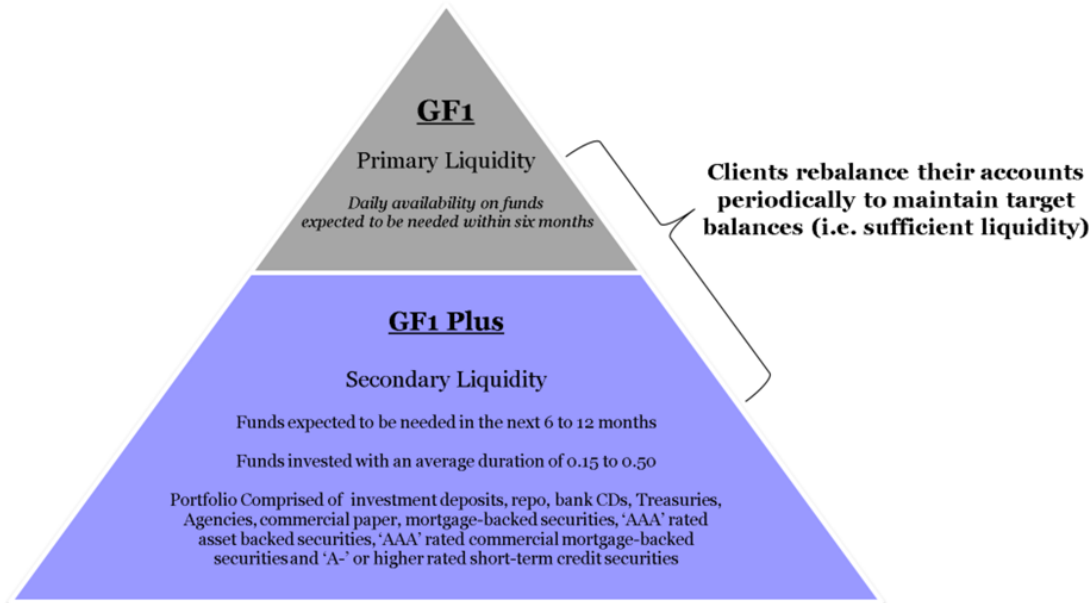 GF1
Primary Liquidity
Daily availability on funds
expected to be needed within six months
Clients rebalance their accounts
periodically to maintain target
balances (i.e. sufficient liquidity)
GF1 Plus
Secondary Liquidity
Funds expected to be needed in the next 6 to 12 months
Funds invested with an average duration of 0.15 to 0.50
Portfolio Comprised of investment deposits, repo, bank CDs, Treasuries,
Agencies, commercial paper, mortgage-backed securities, ‘AAA’ rated
asset backed securities, ‘AAA’ rated commercial mortgage-backed
securities and ‘A-’ or higher rated short-term credit securities